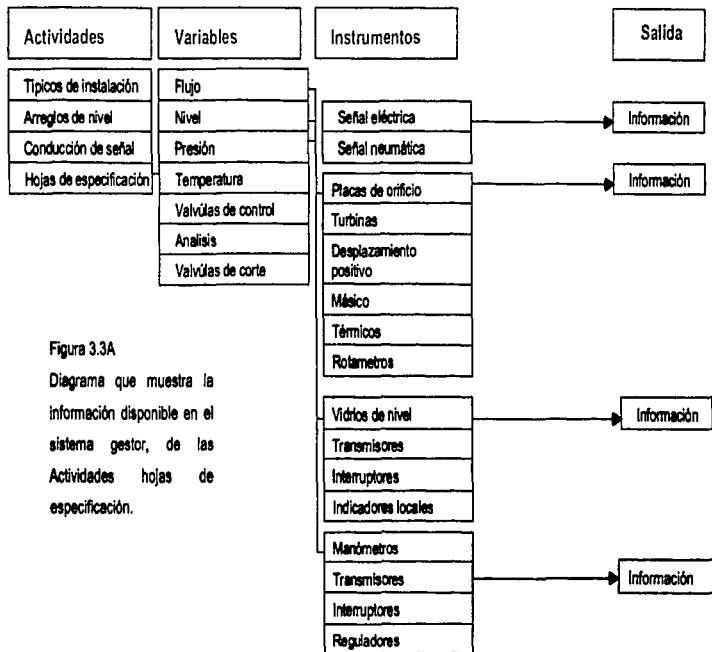 Actividades
Variables
Instrumentos
Salida
Tipicos de instalación
Arreglos de nivel
Conducción de señal
Hojas de especificación
Flujo
Nivel
Presión
Temperatura
Valvúlas de control
Analisis
Valvúlas de corte
Señal eléctrica
Señal neumática
Información
Placas de orificio
Turbinas
Desplazamiento
positivo
Másico
Térmicos
Rotametros
Información
Vidrios de nivel
Transmisores
Interruptores
Indicadores locales
Información
Manómetros
Transmisores
Interruptores
Reguladores
Información
Figura 3.3A
Diagrama que muestra la
información disponible en el
sistema gestor, de las
Actividades hojas de
especificación.